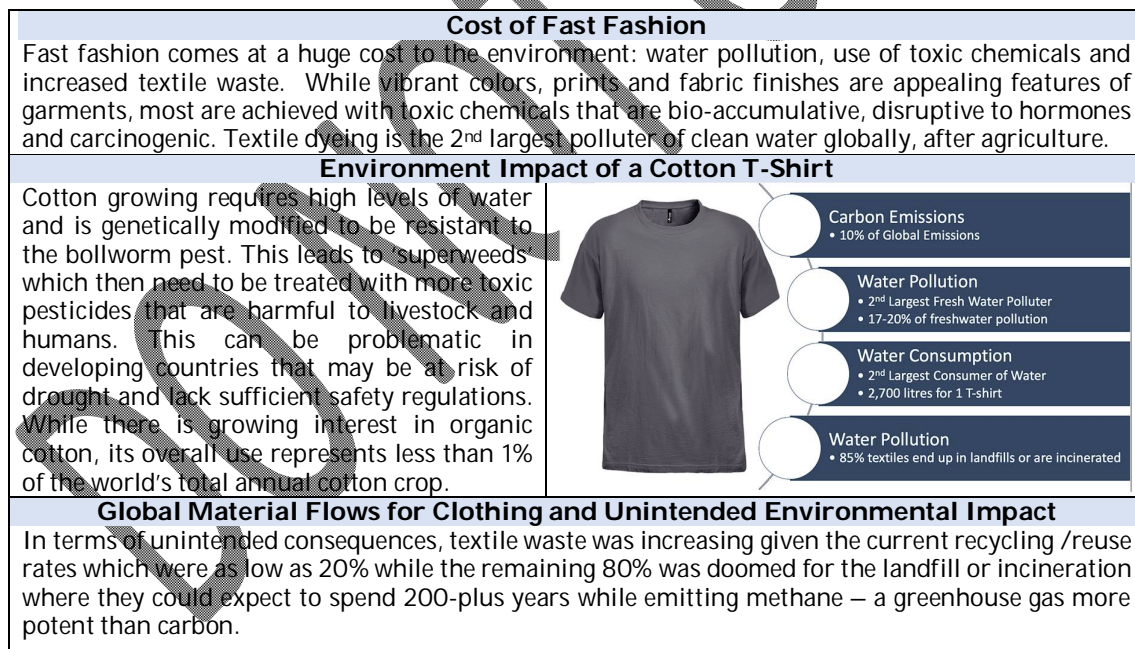 Cost of Fast Fashion
Fast fashion comes at a huge cost to the environment: water pollution, use of toxic chemicals and
increased textile waste. While vibrant colors, prints and fabric finishes are appealing features of
garments, most are achieved with toxic chemicals that are bio-accumulative, disruptive to hormones
and carcinogenic. Textile dyeing is the 2nd largest polluter of clean water globally, after agriculture.
Environment Impact of a Cotton T-Shirt
Cotton growing requires high levels of water
and is genetically modified to be resistant to
the bollworm pest. This leads to ‘superweeds’
which then need to be treated with more toxic
pesticides that are harmful to livestock and
humans. This can be problematic in
developing countries that may be at risk of
drought and lack sufficient safety regulations.
While there is growing interest in organic
cotton, its overall use represents less than 1%
of the world’s total annual cotton crop.
Carbon Emissions
• 10% of Global Emissions
Water Pollution
• 2nd Largest Fresh Water Polluter
• 17-20% of freshwater pollution
Water Consumption
• 2nd Largest Consumer of Water
• 2,700 litres for 1 T-shirt
Water Pollution
• 85% textiles end up in landfills or are incinerated
Global Material Flows for Clothing and Unintended Environmental Impact
In terms of unintended consequences, textile waste was increasing given the current recycling /reuse
rates which were as low as 20% while the remaining 80% was doomed for the landfill or incineration
where they could expect to spend 200-plus years while emitting methane – a greenhouse gas more
potent than carbon.